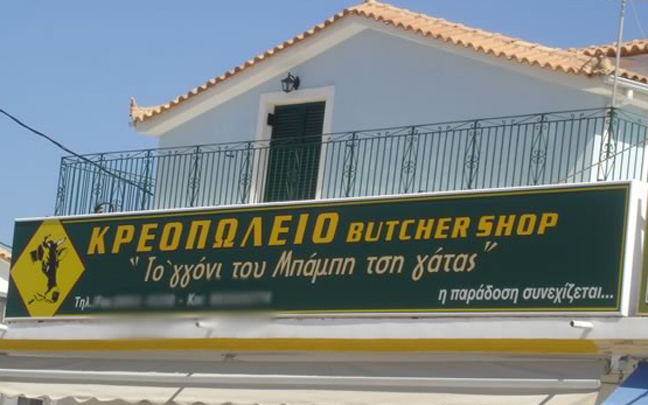 ΚΡΕΟΠΩΛΕΙΟ BUTCHER SHOP
"Το 'γγόνι του Μπάμπη τση γάτας"
Τηλ.
η παράδοση συνεχίζεται...